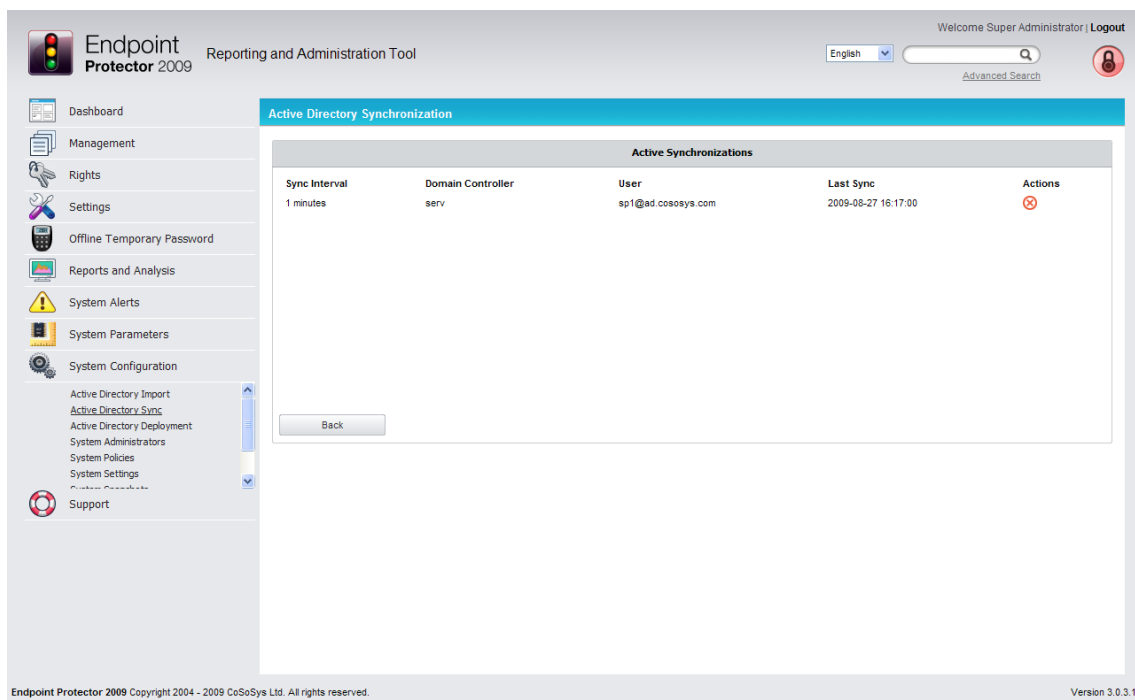 Welcome Super Administrator | Logout
Endpoint
Protector 2009
Reporting and Administration Tool
English
Advanced Search
Dashboard
Management
Rights
Settings
Offline Temporary Password
Reports and Analysis
System Alerts
System Parameters
System Configuration
Active Directory Import
Active Directory Sync
Active Directory Deployment
System Administrators
System Policies
System Settings
System Snapshots
Support
Active Directory Synchronization
Active Synchronizations
Sync Interval Domain Controller User Last Sync Actions
1 minutes serv sp1@ad.cososys.com 2009-08-27 16:17:00
Back
Endpoint Protector 2009 Copyright 2004 - 2009 CoSoSys Ltd. All rights reserved.
Version 3.0.3.1